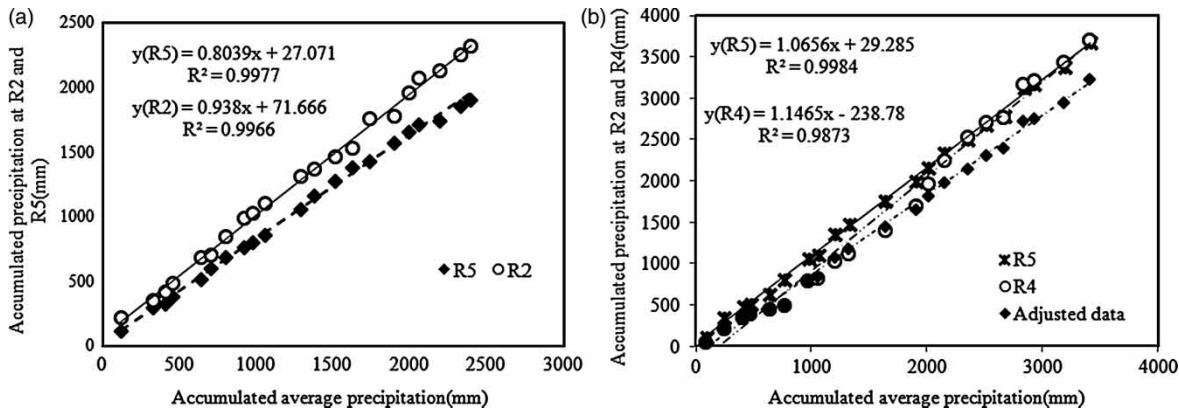 (a)
2500
2000
1500
1000
500
0
Accumulated precipitation at R2 and
R5(mm)
y(R5) = 0.8039x + 27.071
R² = 0.9977
y(R2) = 0.938x + 71.666
R² = 0.9966
R5 R2
0 500 1000 1500 2000 2500 3000
Accumulated average precipitation(mm)
(b)
4000
3500
3000
2500
2000
1500
1000
500
0
Accumulated precipitation at R2 and R4(mm)
y(R5) = 1.0656x + 29.285
R² = 0.9984
y(R4) = 1.1465x - 238.78
R² = 0.9873
R5
R4
Adjusted data
0 1000 2000 3000 4000
Accumulated average precipitation(mm)